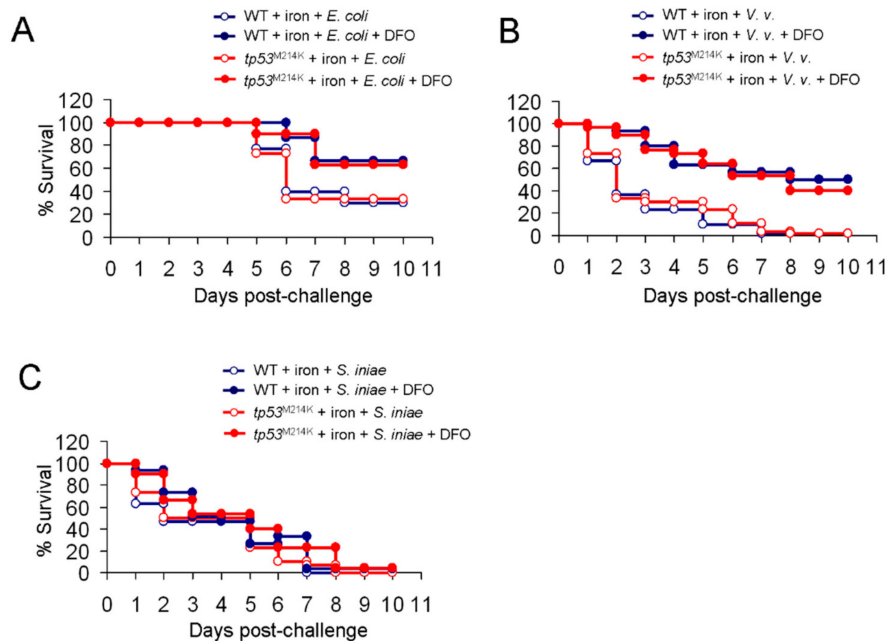 A
WT + iron + E. coli
WT + iron + E. coli + DFO
tp53M214K + iron + E. coli
tp53M214K + iron + E. coli + DFO
% Survival
120
100
80
60
40
20
0
0 1 2 3 4 5 6 7 8 9 10 11
Days post-challenge
B
WT + iron + V. v.
WT + iron + V. v. + DFO
tp53M214K + iron + V. v.
tp53M214K + iron + V. v. + DFO
% Survival
120
100
80
60
40
20
0
0 1 2 3 4 5 6 7 8 9 10 11
Days post-challenge
C
WT + iron + S. iniae
WT + iron + S. iniae + DFO
tp53M214K + iron + S. iniae
tp53M214K + iron + S. iniae + DFO
% Survival
120
100
80
60
40
20
0
0 1 2 3 4 5 6 7 8 9 10 11
Days post-challenge